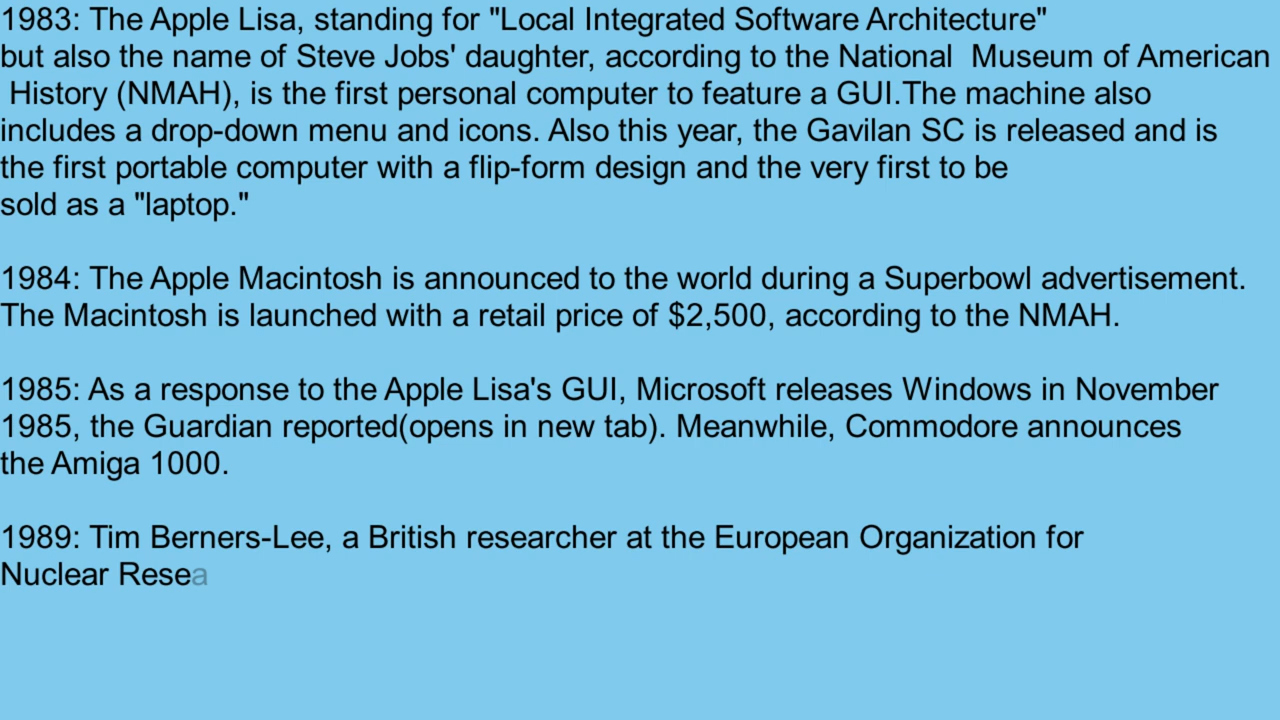 1983: The Apple Lisa, standing for "Local Integrated Software Architecture"
but also the name of Steve Jobs' daughter, according to the National  Museum of American
History (NMAH), is the first personal computer to feature a GUI.The machine also
includes a drop-down menu and icons. Also this year, the Gavilan SC is released and is
the first portable computer with a flip-form design and the very first to be
sold as a "laptop."

1984: The Apple Macintosh is announced to the world during a Superbowl advertisement.
The Macintosh is launched with a retail price of $2,500, according to the NMAH.

1985: As a response to the Apple Lisa's GUI, Microsoft releases Windows in November
1985, the Guardian reported(opens in new tab). Meanwhile, Commodore announces
the Amiga 1000.

1989: Tim Berners-Lee, a British researcher at the European Organization for
Nuclear Resea